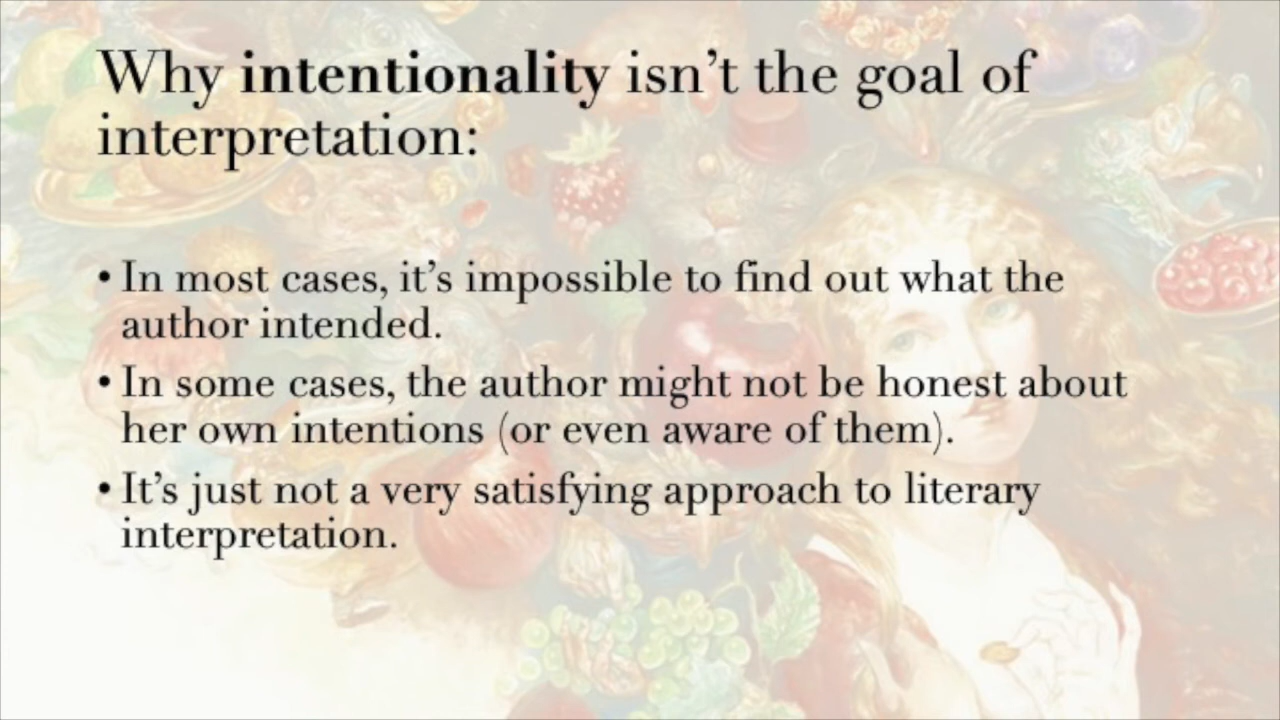 Why intentionality isn’t the goal of
interpretation:
• In most cases, it’s impossible to find out what the
author intended.
• In some cases, the author might not be honest about
her own intentions (or even aware of them).
• It’s just not a very satisfying approach to literary
interpretation.